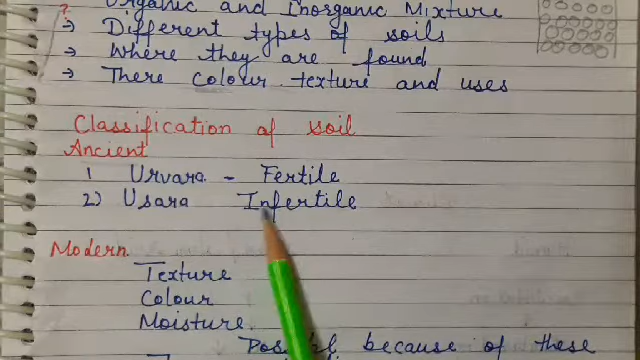 Organic and Inorganic Mixture
?
→ Different types of soils
→ Where they are found
→ There colour texture and uses
Classification of soil
Ancient
1 Urvara - Fertile
2) Usara Infertile
Modern
Texture
Colour
Moisture
because of these